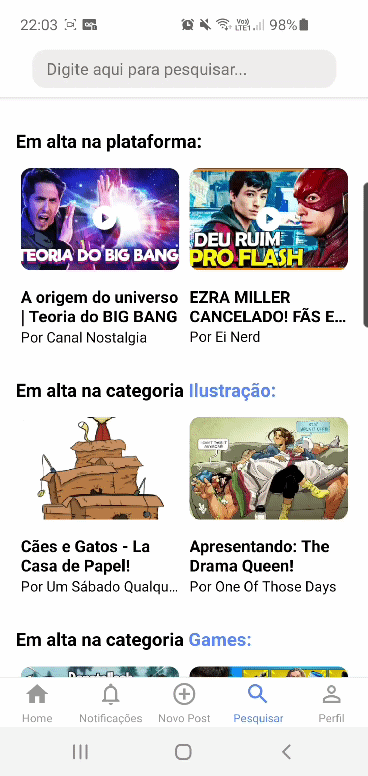 22:03 98%
Digite aqui para pesquisar...
Em alta na plataforma:
TEORIA DO BIG BANG
DEU RUIM
PRO FLASH
A origem do universo
| Teoria do BIG BANG
Por Canal Nostalgia
EZRA MILLER
CANCELADO! FÃS E...
Por Ei Nerd
Em alta na categoria Ilustração:
Cães e Gatos - La
Casa de Papel!
Por Um Sábado Qualqu...
Apresentando: The
Drama Queen!
Por One Of Those Days
Em alta na categoria Games:
Home
Notificações
Novo Post
Pesquisar
Perfil